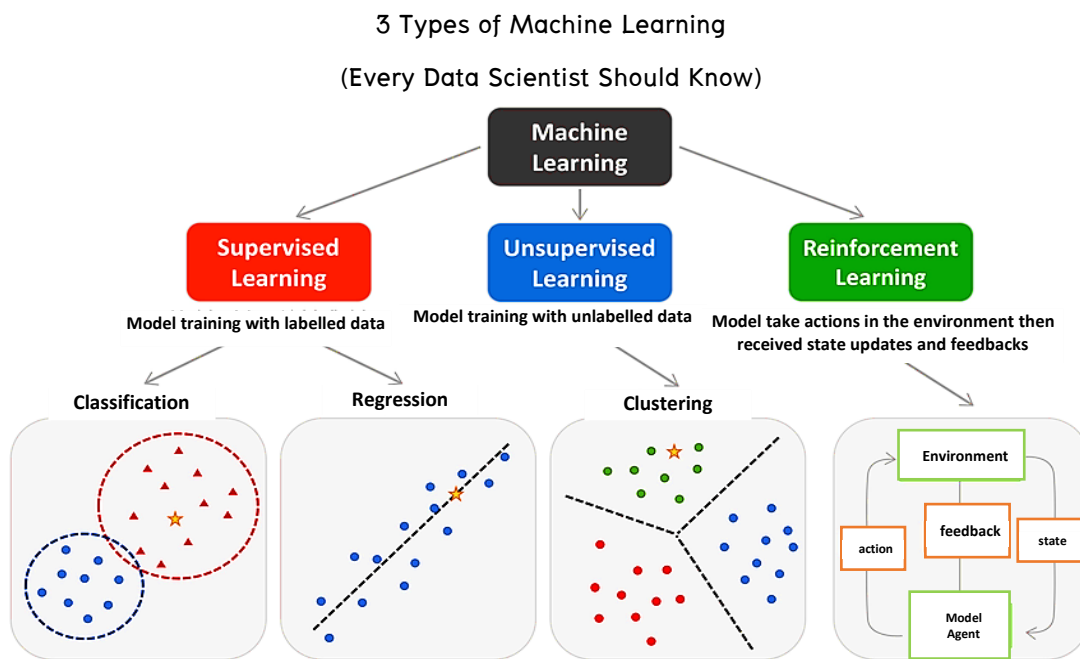 3 Types of Machine Learning
(Every Data Scientist Should Know)
Machine
Learning
Supervised
Learning
Unsupervised
Learning
Reinforcement
Learning
Model training with labelled data
Model training with unlabelled data
Model take actions in the environment then
received state updates and feedbacks
Classification
Regression
Clustering
Environment
action
feedback
state
Model
Agent